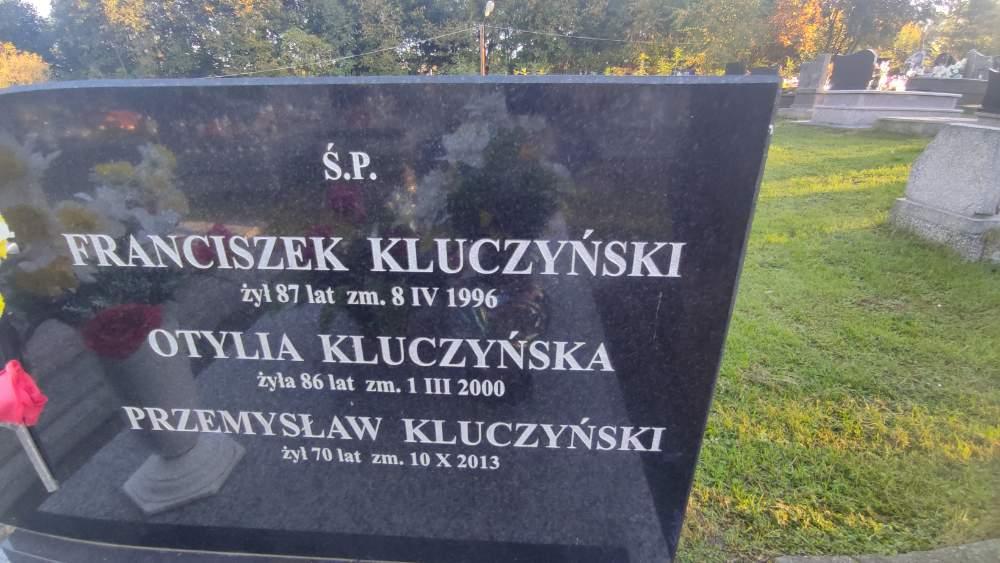 Ś.P.
FRANCISZEK KLUCZYŃSKI
żył 87 lat zm. 8 IV 1996
OTYLIA KLUCZYŃSKA
żyła 86 lat zm. 1 III 2000
PRZEMYSŁAW KLUCZYŃSKI
żył 70 lat zm. 10 X 2013